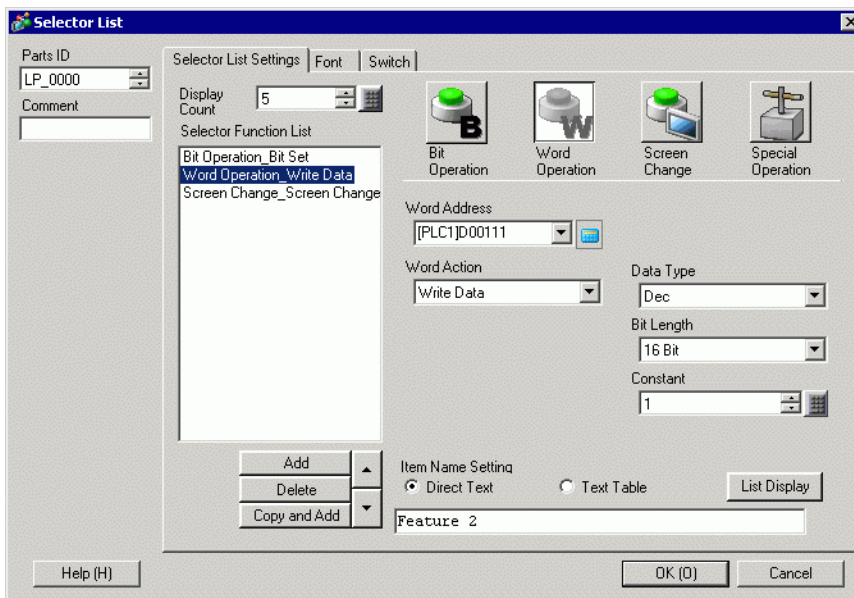 Selector List
Parts ID
LP_0000
Comment
Selector List Settings Font Switch
Display Count 5
Selector Function List
Bit Operation_Bit Set
Word Operation_Write Data
Screen Change_Screen Change
Add
Delete
Copy and Add
B
Bit Operation
W
Word Operation
Screen Change
Special Operation
Word Address
[PLC1]D00111
Word Action
Write Data
Data Type
Dec
Bit Length
16 Bit
Constant
1
Item Name Setting
Direct Text
Text Table
List Display
Feature 2
Help (H)
OK (O)
Cancel